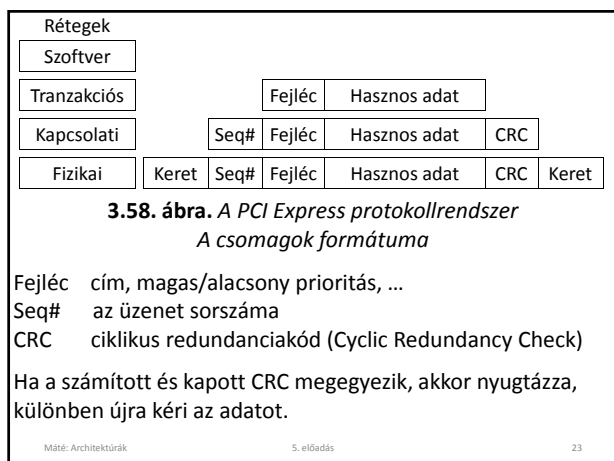 Rétegek
Szoftver
Tranzakciós Fejléc Hasznos adat
Kapcsolati Seq# Fejléc Hasznos adat CRC
Fizikai Keret Seq# Fejléc Hasznos adat CRC Keret
3.58. ábra. A PCI Express protokollrendszer
A csomagok formátuma
Fejléc cím, magas/alacsony prioritás, …
Seq# az üzenet sorszáma
CRC ciklikus redundanciakód (Cyclic Redundancy Check)
Ha a számított és kapott CRC megegyezik, akkor nyugtázza,
különben újra kéri az adatot.
Máté: Architektúrák 5. előadás 23